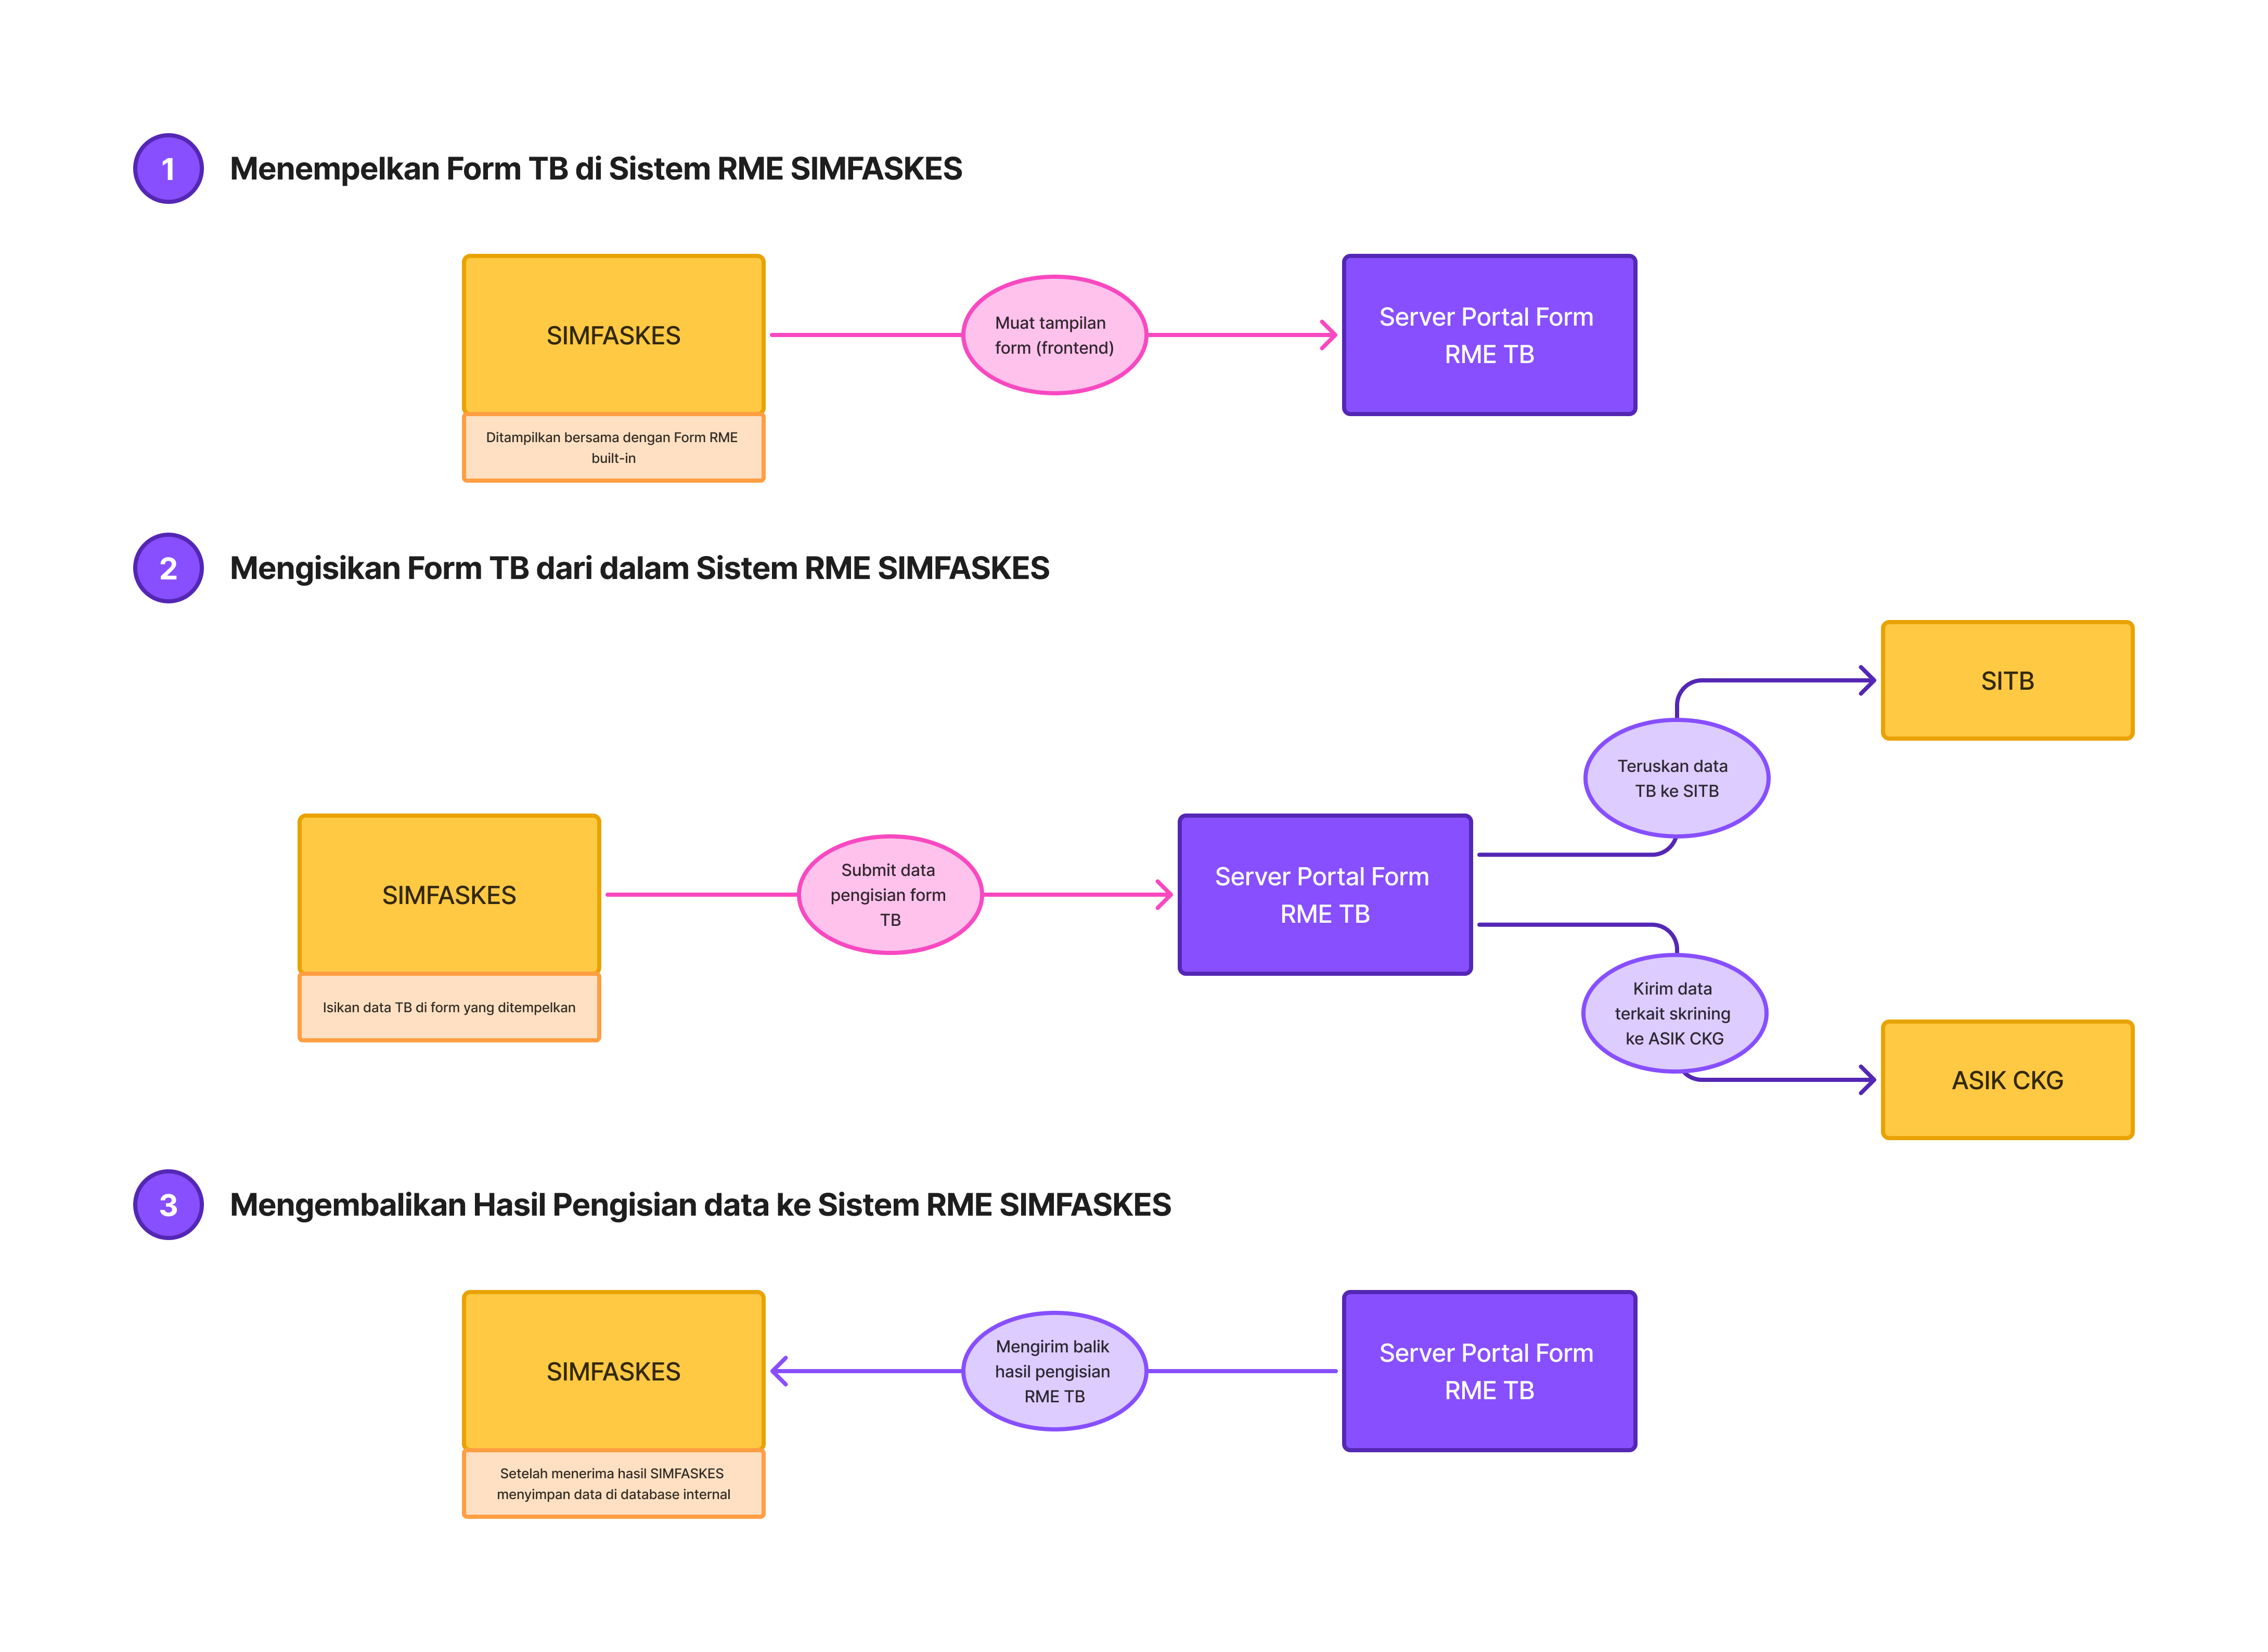 1
Menempelkan Form TB di Sistem RME SIMFASKES
SIMFASKES
Ditampilkan bersama dengan Form RME
built-in
Muat tampilan
form (frontend)
Server Portal Form
RME TB
2
Mengisikan Form TB dari dalam Sistem RME SIMFASKES
SIMFASKES
Isikan data TB di form yang ditempelkan
Submit data
pengisian form
TB
Server Portal Form
RME TB
Teruskan data
TB ke SITB
SITB
Kirim data
terkait skrining
ke ASIK CKG
ASIK CKG
3
Mengembalikan Hasil Pengisian data ke Sistem RME SIMFASKES
SIMFASKES
Setelah menerima hasil SIMFASKES
menyimpan data di database internal
Mengirim balik
hasil pengisian
RME TB
Server Portal Form
RME TB